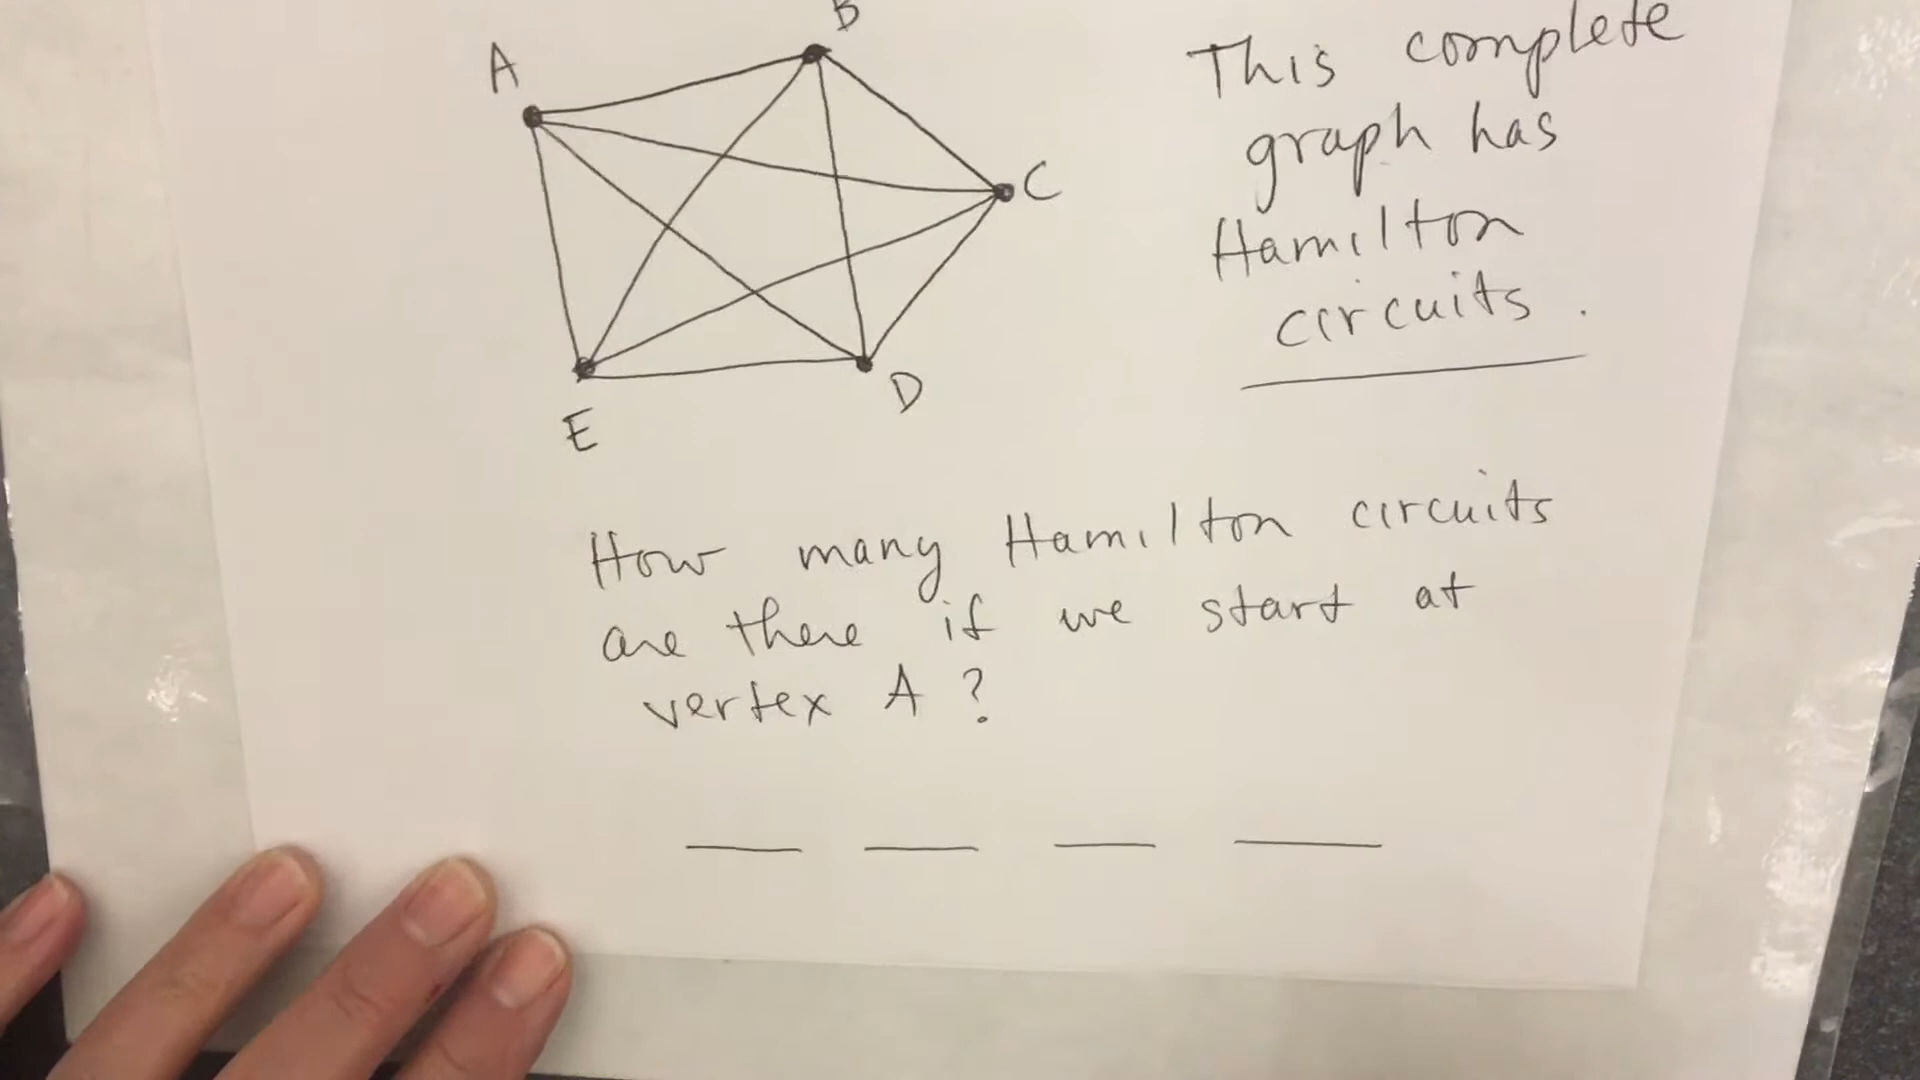 B
A
C
D
E
This complete
graph has
Hamilton
circuits.
How many Hamilton circuits
are there if we start at
vertex A ?